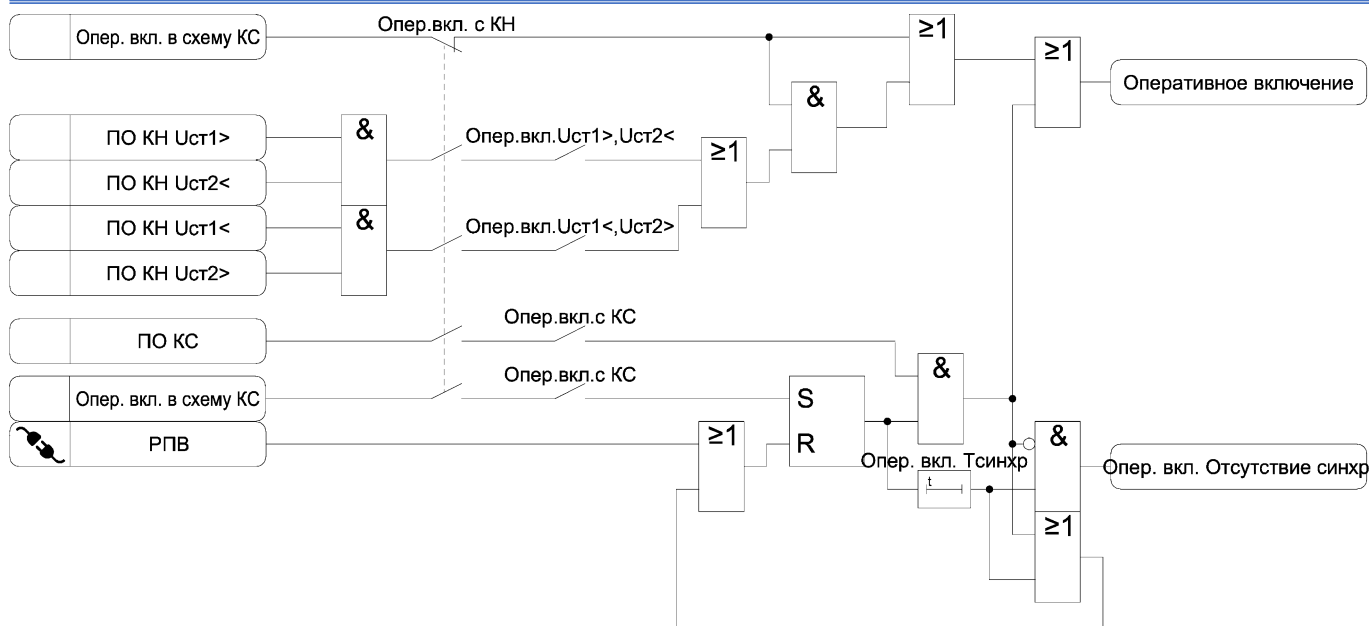 Опер. вкл. в схему КС
Опер.вкл. с КН
≥1
≥1
Оперативное включение
&
ПО КН Uст1>
&
Опер.вкл.Uст1>,Uст2<
≥1
ПО КН Uст2<
ПО КН Uст1<
&
Опер.вкл.Uст1<,Uст2>
ПО КН Uст2>
Опер.вкл.с КС
ПО КС
&
Опер.вкл.с КС
Опер. вкл. в схему КС
S
РПВ
≥1
R
&
Опер. вкл. Тсинхр
Опер. вкл. Отсутствие синхр
t
≥1